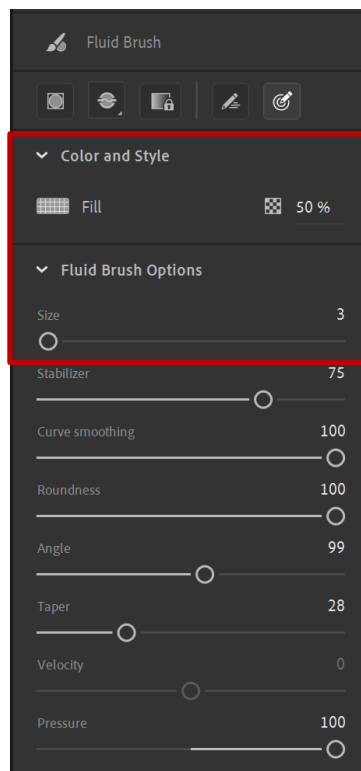 Fluid Brush
Color and Style
Fill 50 %
Fluid Brush Options
Size 3
Stabilizer 75
Curve smoothing 100
Roundness 100
Angle 99
Taper 28
Velocity 0
Pressure 100